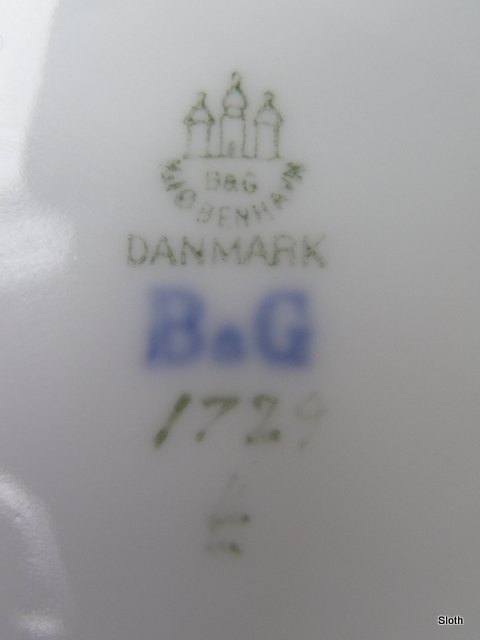 B&G
KJØBENHAVN
DANMARK
B&G
1729
Sloth